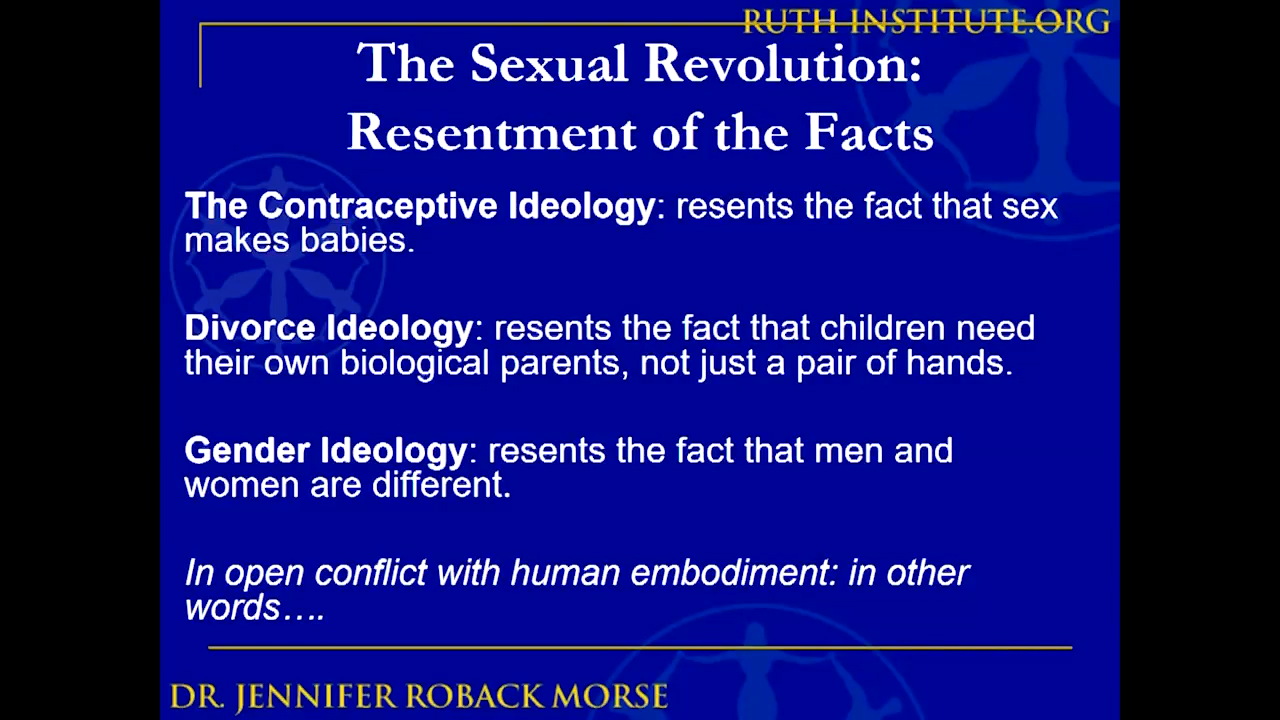 RUTH INSTITUTE.ORG
The Sexual Revolution:
Resentment of the Facts
The Contraceptive Ideology: resents the fact that sex
makes babies.
Divorce Ideology: resents the fact that children need
their own biological parents, not just a pair of hands.
Gender Ideology: resents the fact that men and
women are different.
In open conflict with human embodiment: in other
words….
DR. JENNIFER ROBACK MORSE